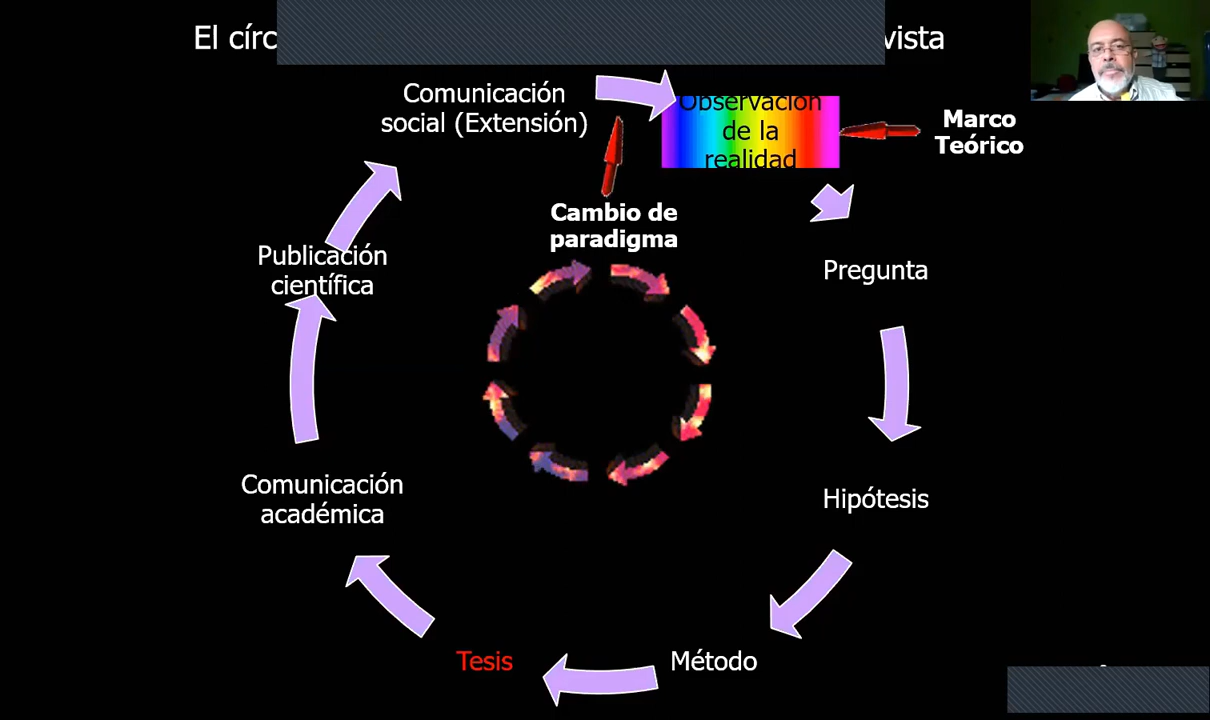 El círc vista
Comunicación
social (Extensión)
Observación
de la
realidad
Marco
Teórico
Cambio de
paradigma
Publicación
científica
Pregunta
Comunicación
académica
Hipótesis
Tesis
Método